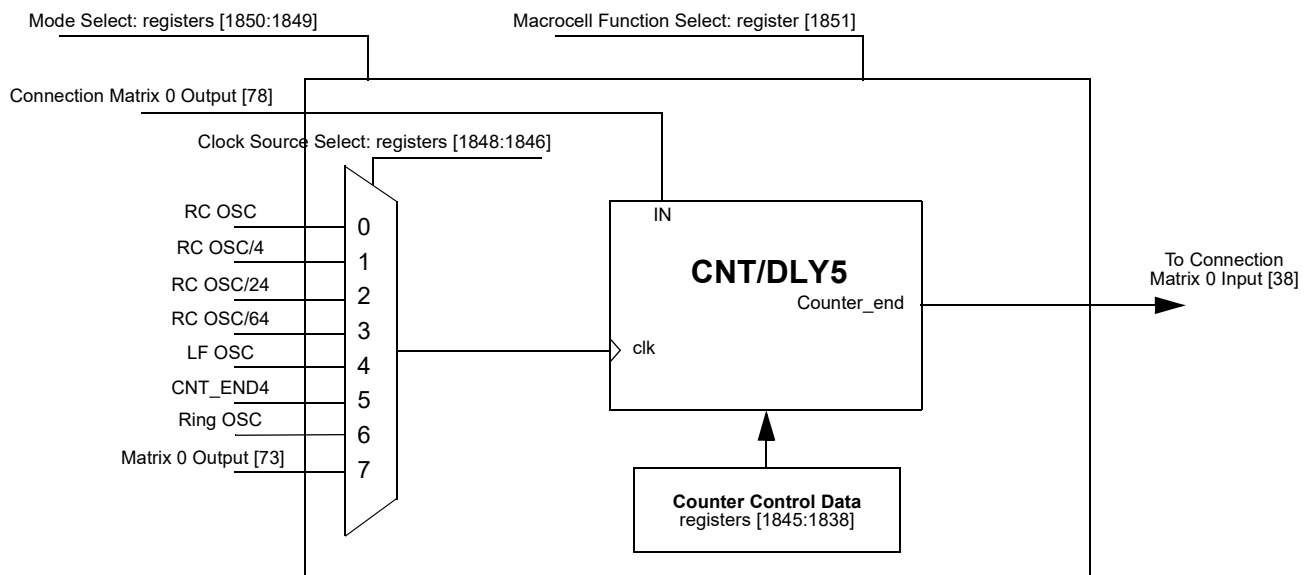 Mode Select: registers [1850:1849]
Macrocell Function Select: register [1851]
Connection Matrix 0 Output [78]
Clock Source Select: registers [1848:1846]
RC OSC
0
RC OSC/4
1
RC OSC/24
2
RC OSC/64
3
LF OSC
4
CNT_END4
5
Ring OSC
6
Matrix 0 Output [73]
7
IN
CNT/DLY5
Counter_end
clk
To Connection
Matrix 0 Input [38]
Counter Control Data
registers [1845:1838]